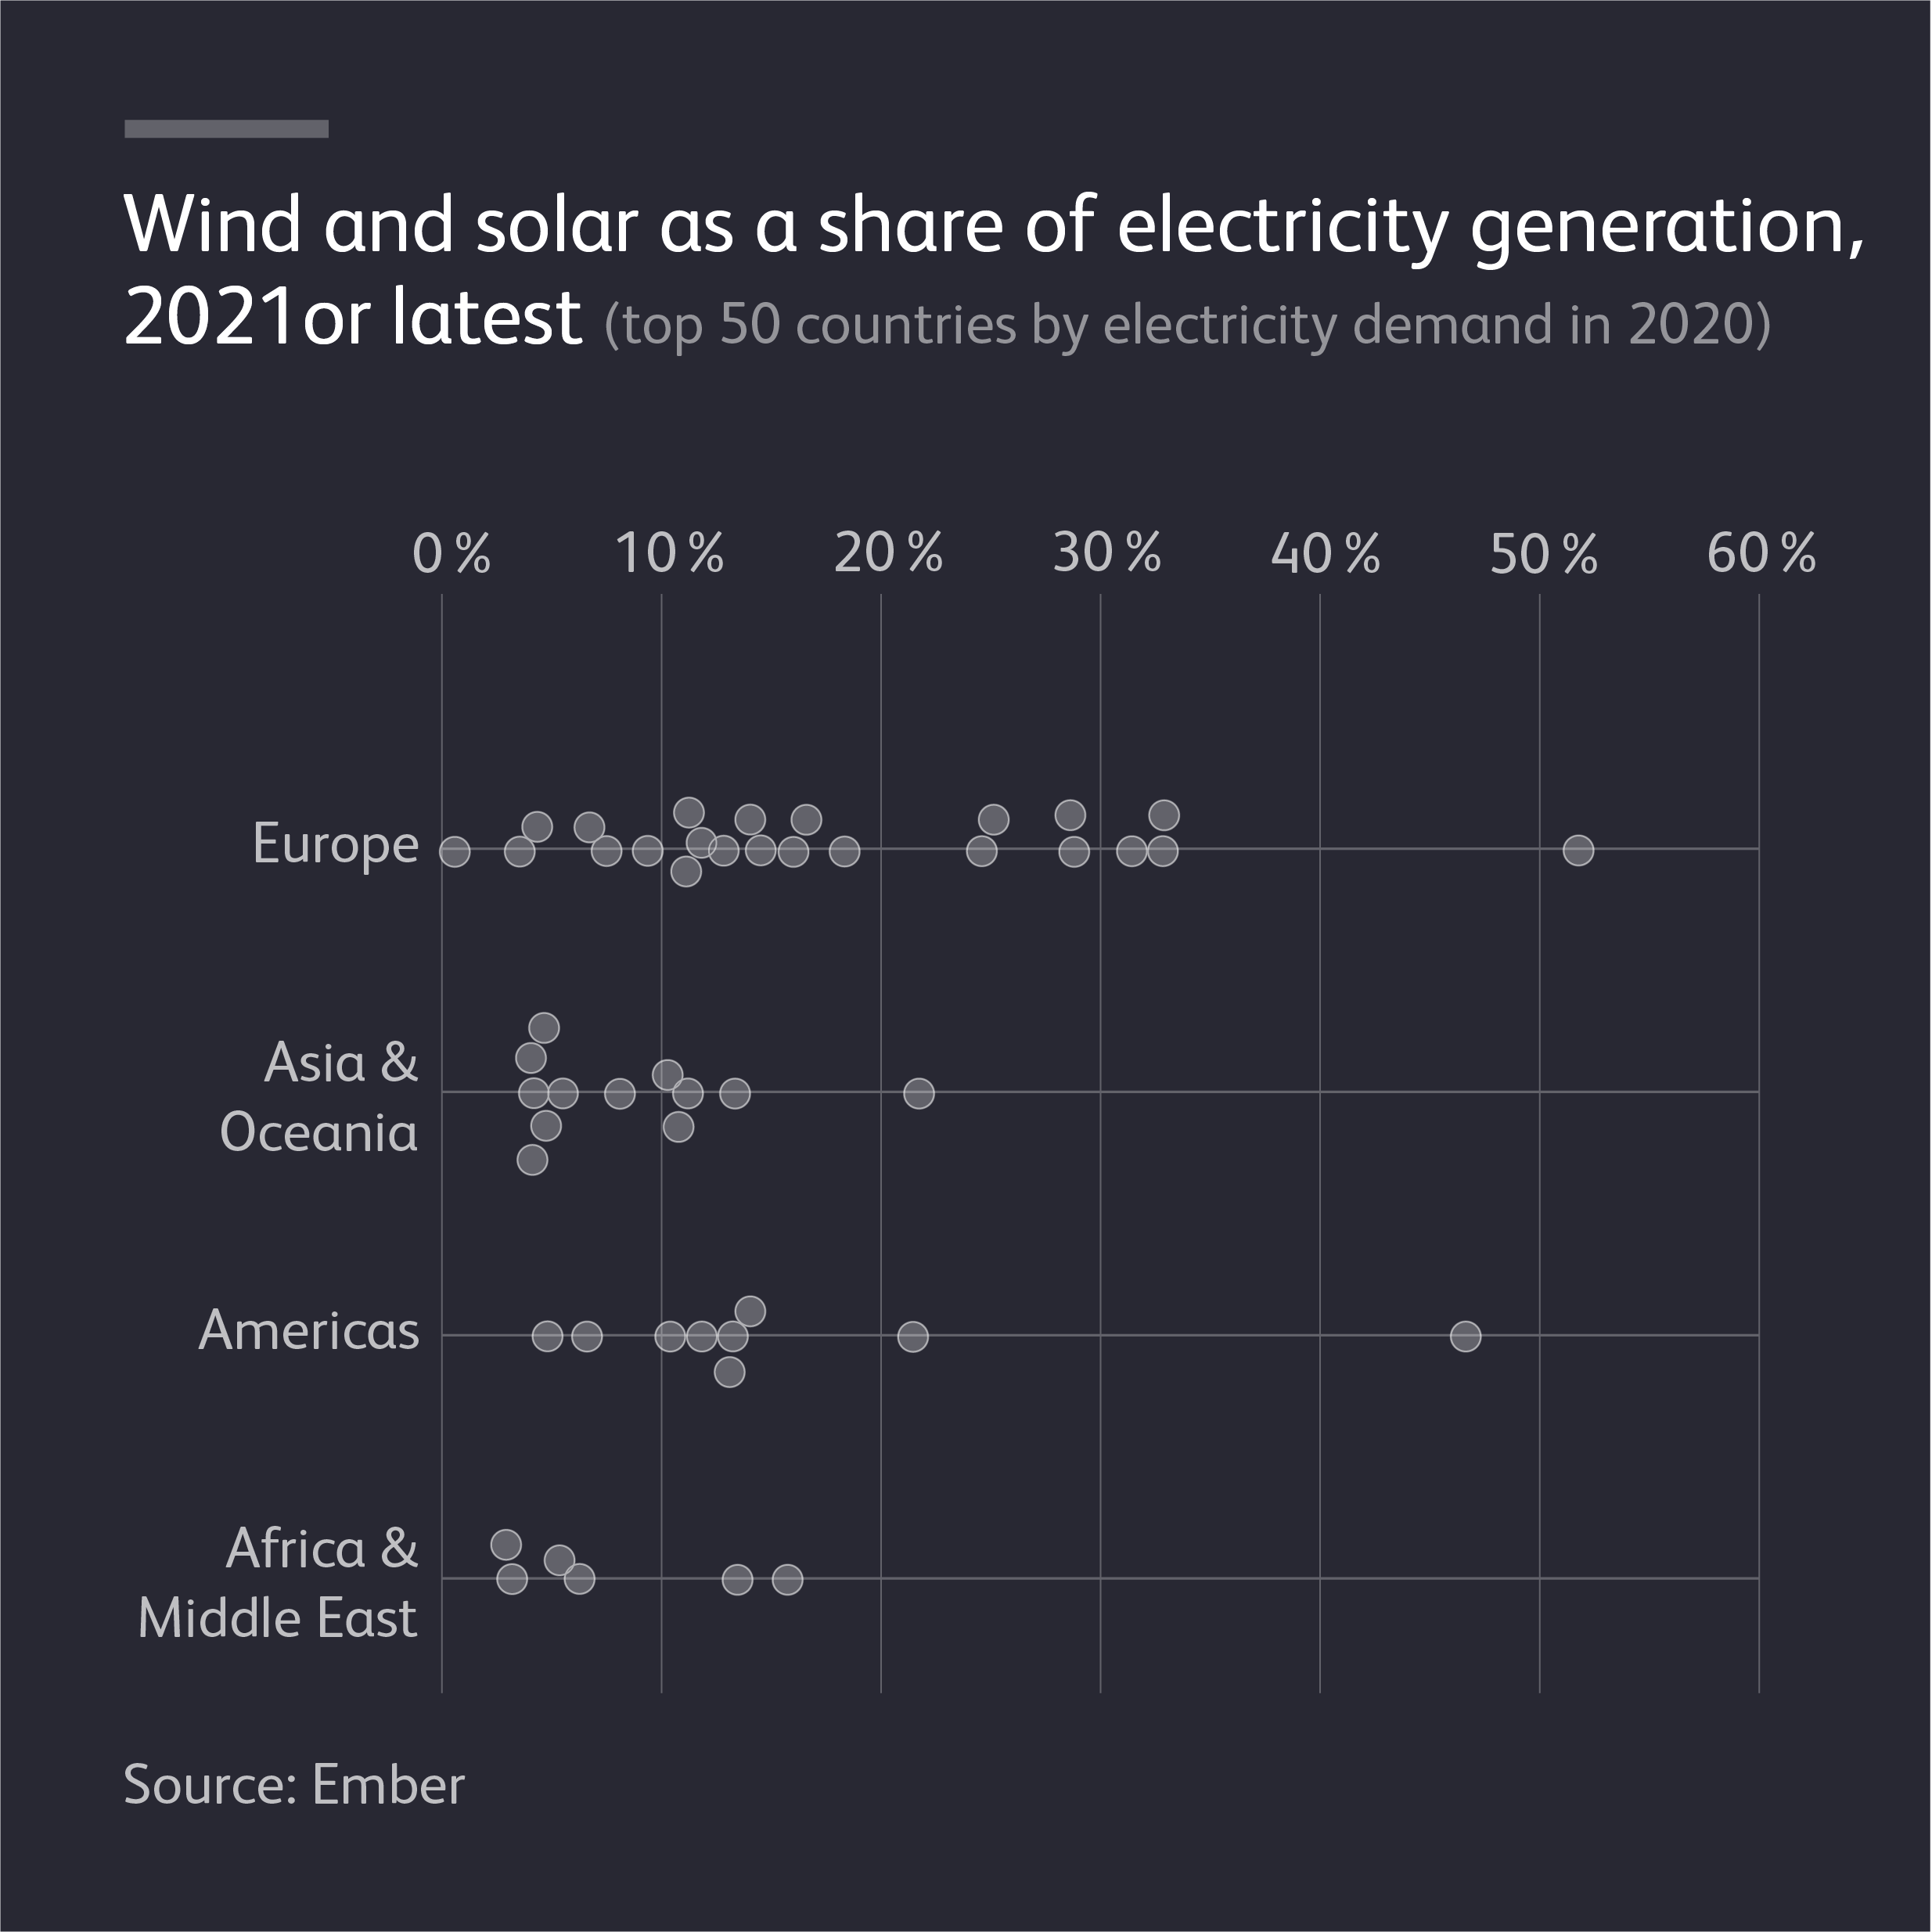 Wind and solar as a share of electricity generation,
2021or latest (top 50 countries by electricity demand in 2020)
0 % 10 % 20 % 30 % 40 % 50 % 60 %
Europe
Asia &
Oceania
Americas
Africa &
Middle East
Source: Ember